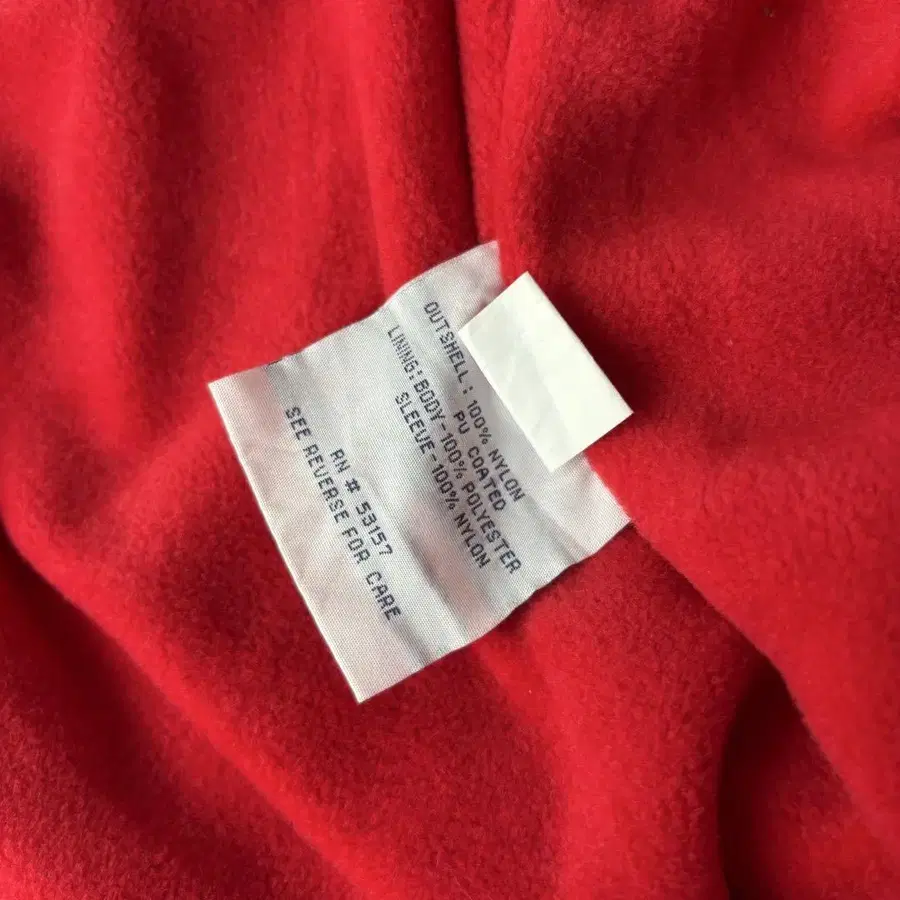 OUTSHELL: 100% NYLON
PU COATED
LINING: BODY-100% POLYESTER
SLEEVE-100% NYLON
RN # 53157
SEE REVERSE FOR CARE